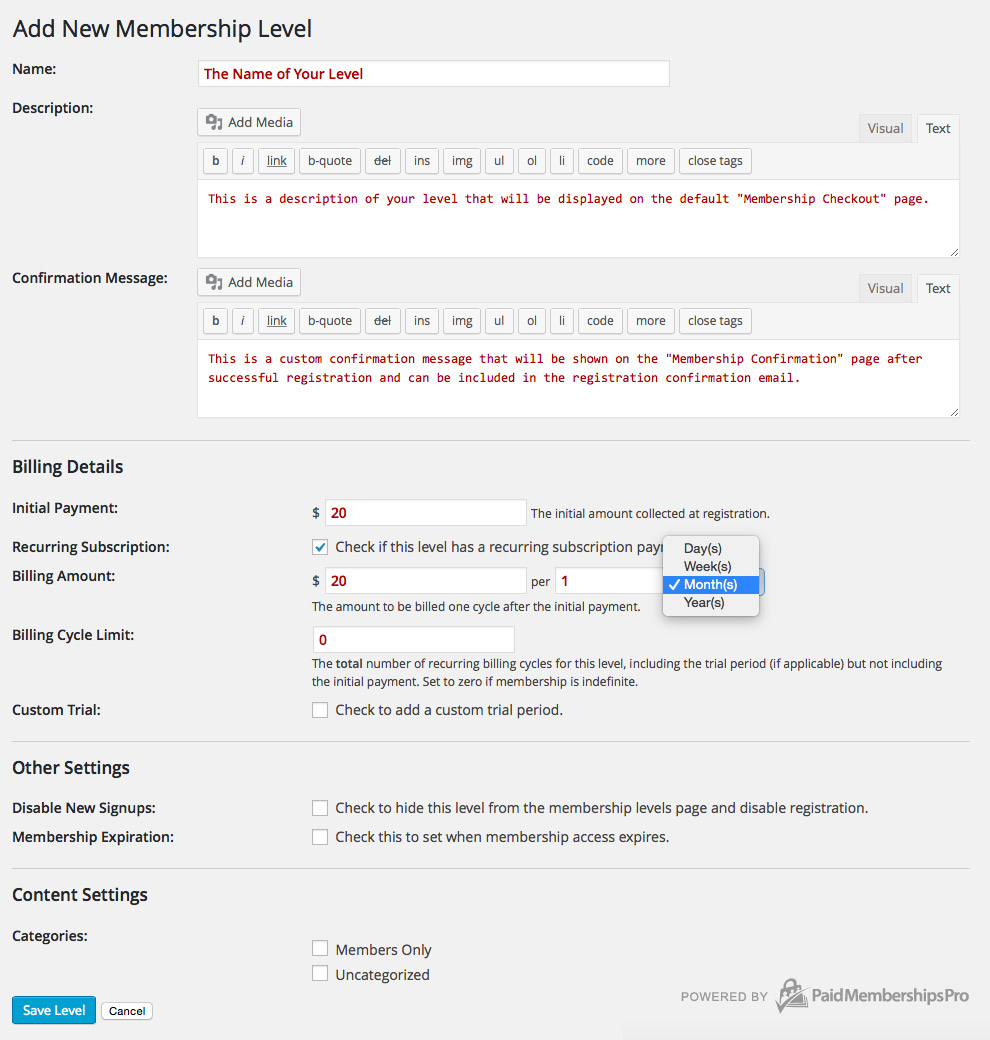 Add New Membership Level
Name:
The Name of Your Level
Description:
Add Media
Visual
Text
b
i
link
b-quote
del
ins
img
ul
ol
li
code
more
close tags
This is a description of your level that will be displayed on the default "Membership Checkout" page.
Confirmation Message:
Add Media
Visual
Text
b
i
link
b-quote
del
ins
img
ul
ol
li
code
more
close tags
This is a custom confirmation message that will be shown on the "Membership Confirmation" page after
successful registration and can be included in the registration confirmation email.
Billing Details
Initial Payment:
$ 20 The initial amount collected at registration.
Recurring Subscription:
Check if this level has a recurring subscription
Billing Amount:
$ 20 per 1
Day(s)
Week(s)
Month(s)
Year(s)
The amount to be billed one cycle after the initial payment.
Billing Cycle Limit:
0
The total number of recurring billing cycles for this level, including the trial period (if applicable) but not including
the initial payment. Set to zero if membership is indefinite.
Custom Trial:
Check to add a custom trial period.
Other Settings
Disable New Signups:
Check to hide this level from the membership levels page and disable registration.
Membership Expiration:
Check this to set when membership access expires.
Content Settings
Categories:
Members Only
Uncategorized
Save Level
Cancel
POWERED BY PaidMembershipsPro